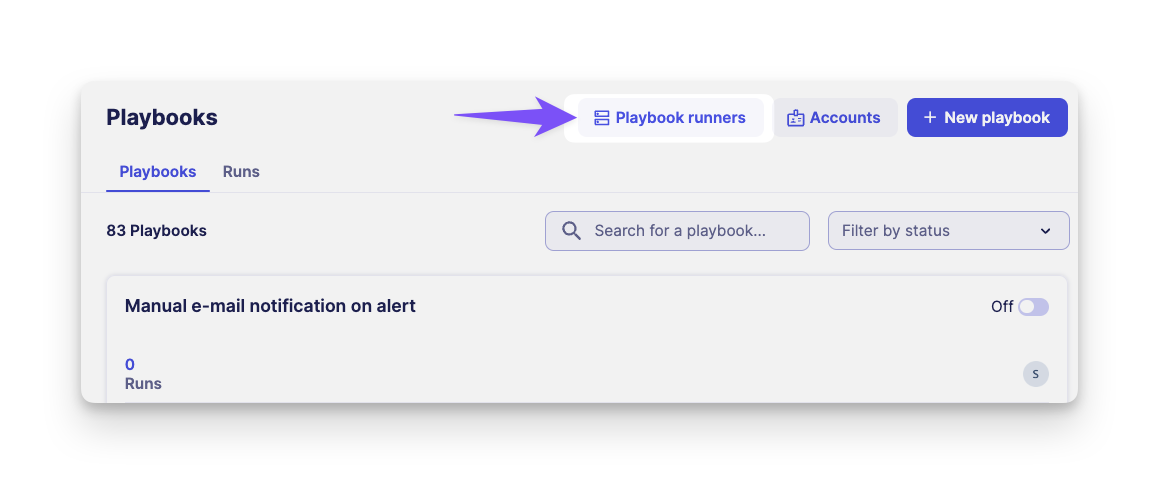 Playbooks
Playbook runners
Accounts
+ New playbook
Playbooks
Runs
83 Playbooks
Search for a playbook...
Filter by status
Manual e-mail notification on alert
Off
0
Runs
S